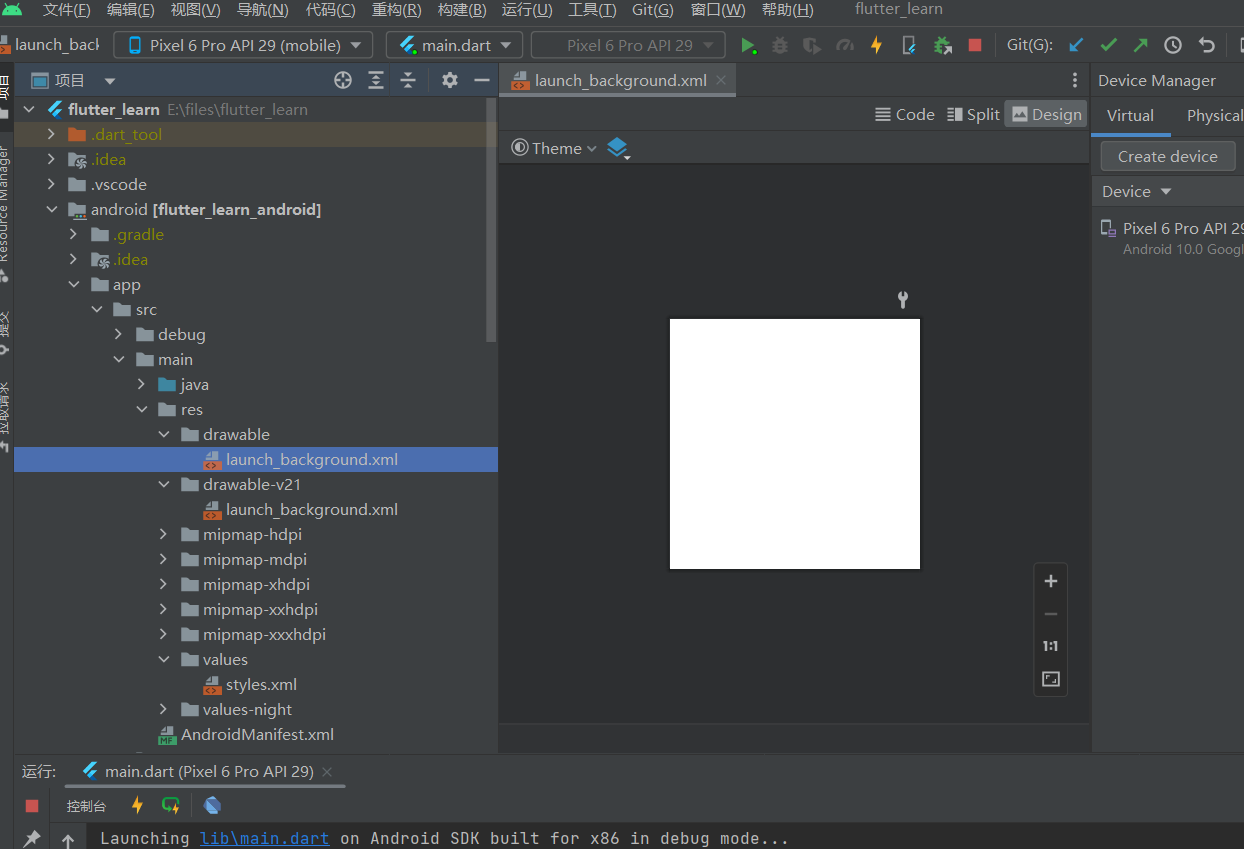 文件(F) 编辑(E) 视图(V) 导航(N) 代码(C) 重构(R) 构建(B) 运行(U) 工具(T) Git(G) 窗口(W) 帮助(H) flutter_learn
launch_back Pixel 6 Pro API 29 (mobile) main.dart Pixel 6 Pro API 29 Git(G):
项目
launch_background.xml
Device Manager
项目
Resource Manager
提交
拉取请求
flutter_learn E:\files\flutter_learn
.dart_tool
.idea
.vscode
android [flutter_learn_android]
.gradle
.idea
app
src
debug
main
java
res
drawable
launch_background.xml
drawable-v21
launch_background.xml
mipmap-hdpi
mipmap-mdpi
mipmap-xhdpi
mipmap-xxhdpi
mipmap-xxxhdpi
values
styles.xml
values-night
AndroidManifest.xml
Code Split Design
Theme
1:1
Virtual Physical
Create device
Device
Pixel 6 Pro API 29
Android 10.0 Googl
运行: main.dart (Pixel 6 Pro API 29)
控制台
Launching lib\main.dart on Android SDK built for x86 in debug mode...